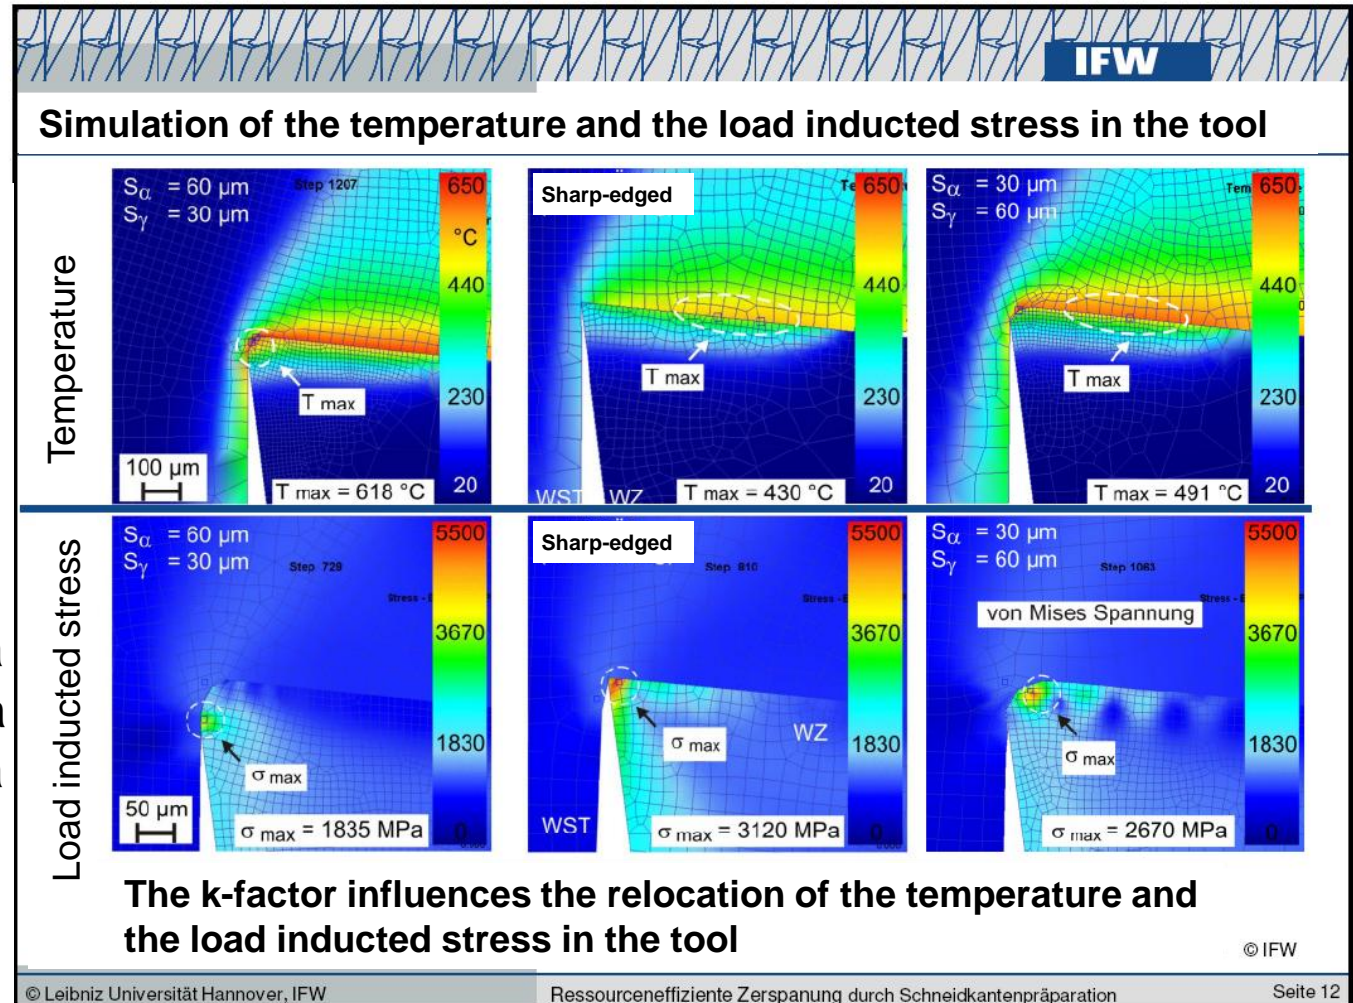 IFW
Simulation of the temperature and the load inducted stress in the tool
Temperature
Sα = 60 µm
Sγ = 30 µm
Step 1207
650
°C
440
230
20
T max
100 µm
T max = 618 °C
Sharp-edged
650
440
230
20
T max
WST
WZ
T max = 430 °C
Sα = 30 µm
Sγ = 60 µm
650
440
230
20
T max
T max = 491 °C
Load inducted stress
Sα = 60 µm
Sγ = 30 µm
Step 729
5500
3670
1830
0
σ max
50 µm
σ max = 1835 MPa
Sharp-edged
Step 810
5500
3670
1830
0
σ max
WZ
WST
σ max = 3120 MPa
Sα = 30 µm
Sγ = 60 µm
Step 1063
von Mises Spannung
5500
3670
1830
0
σ max
σ max = 2670 MPa
The k-factor influences the relocation of the temperature and
the load inducted stress in the tool
© IFW
© Leibniz Universität Hannover, IFW
Ressourceneffiziente Zerspanung durch Schneidkantenpräparation
Seite 12